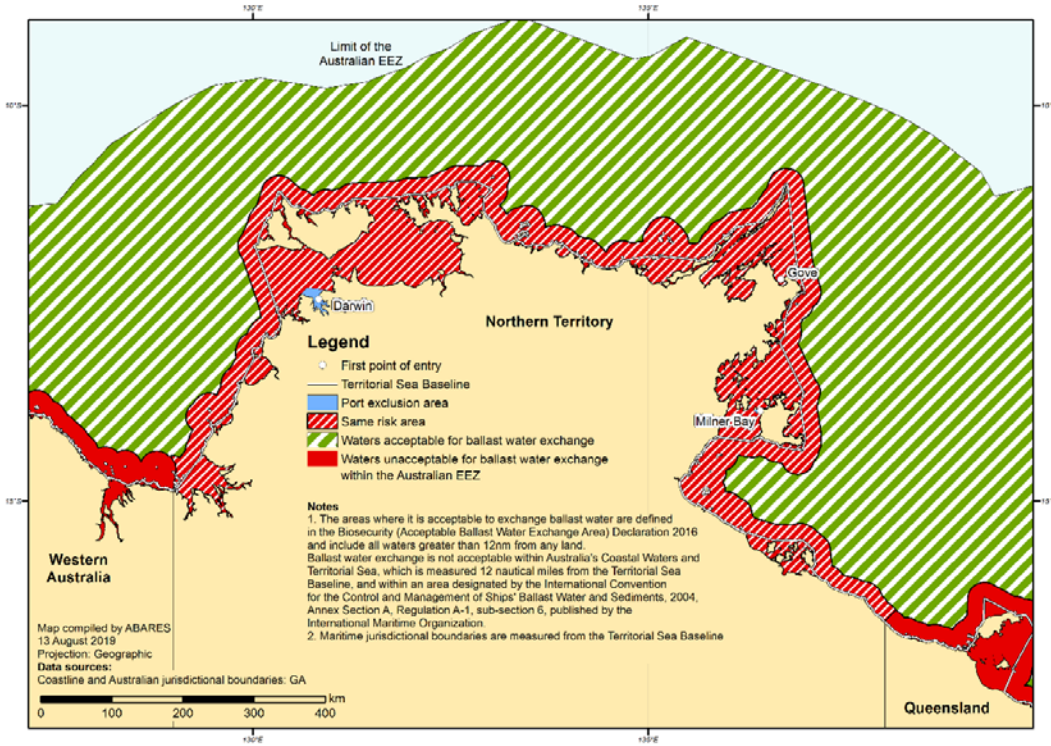 130°E
135°E
Limit of the
Australian EEZ
10°S
10°
Gove
Darwin
Northern Territory
Legend
First point of entry
Territorial Sea Baseline
Port exclusion area
Same risk area
Waters acceptable for ballast water exchange
Waters unacceptable for ballast water exchange
within the Australian EEZ
Milner Bay
15°S
15°
Notes
1. The areas where it is acceptable to exchange ballast water are defined
in the Biosecurity (Acceptable Ballast Water Exchange Area) Declaration 2016
and include all waters greater than 12nm from any land.
Ballast water exchange is not acceptable within Australia's Coastal Waters and
Territorial Sea, which is measured 12 nautical miles from the Territorial Sea
Baseline, and within an area designated by the International Convention
for the Control and Management of Ships' Ballast Water and Sediments, 2004,
Annex Section A, Regulation A-1, sub-section 6, published by the
International Maritime Organization.
2. Maritime jurisdictional boundaries are measured from the Territorial Sea Baseline
Western
Australia
Map compiled by ABARES
13 August 2019
Projection: Geographic
Data sources:
Coastline and Australian jurisdictional boundaries: GA
km
0 100 200 300 400
Queensland
130°E
135°E